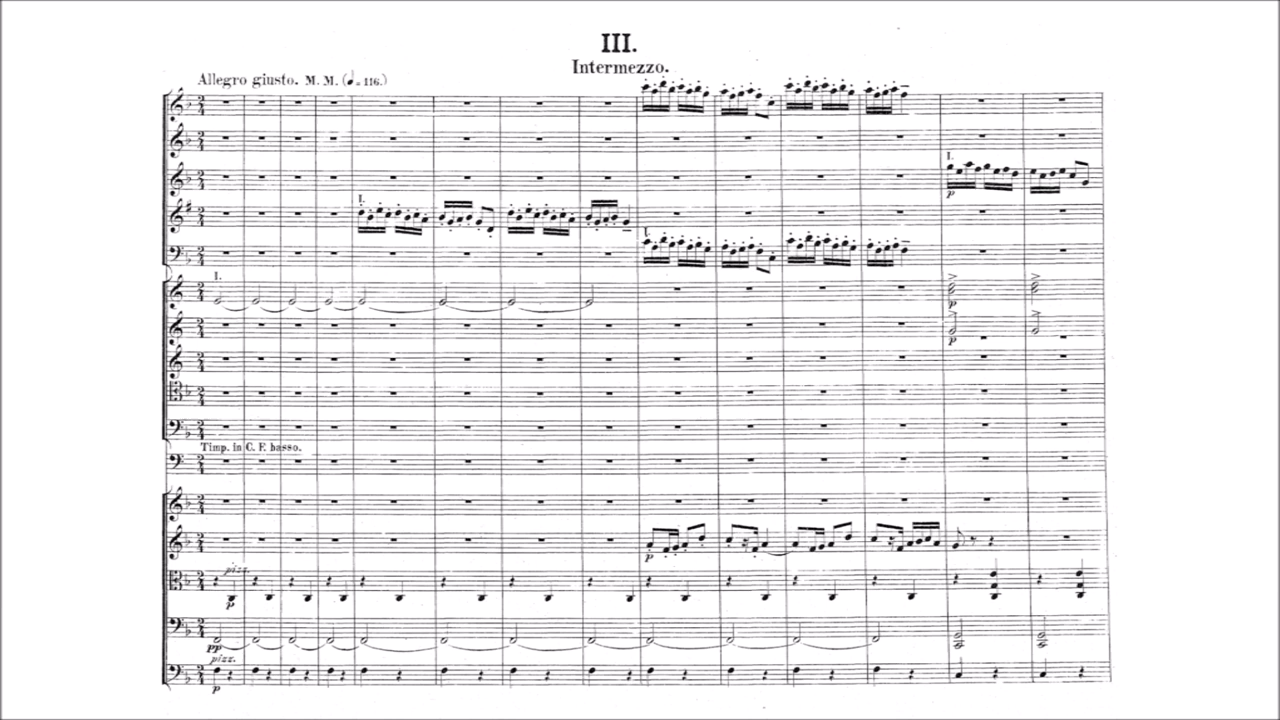 III.
Intermezzo.
Allegro giusto. M. M. (♩=116.)
I.
I.
I.
I.
p
p
p
Timp. in C. F. basso.
p
pizz.
p
pp
pizz.
p